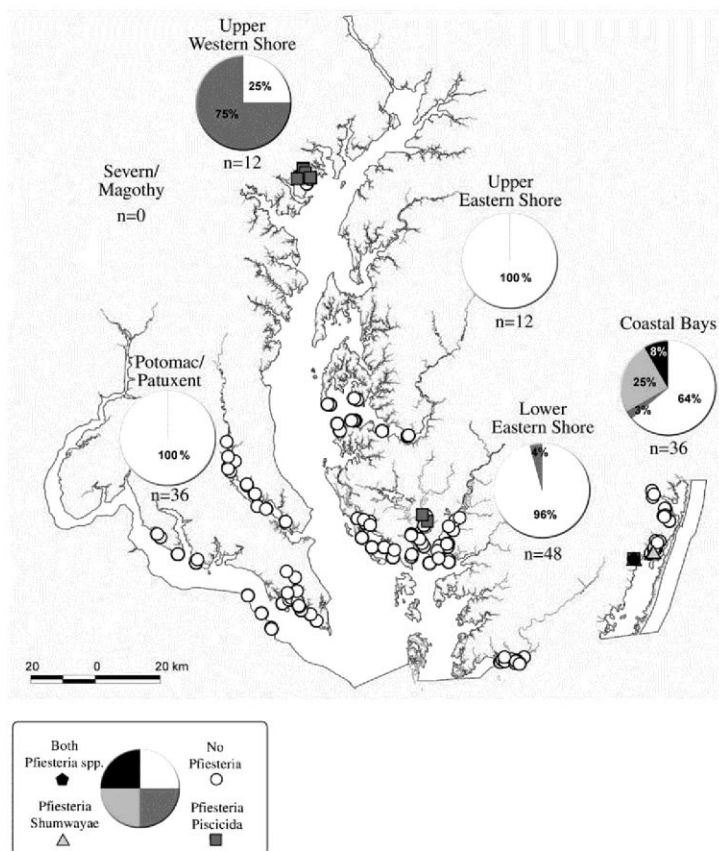 Upper
Western Shore
25%
75%
n=12
Severn/
Magothy
n=0
Upper
Eastern Shore
100 %
n=12
Coastal Bays
8%
25%
3%
64%
n=36
Potomac/
Patuxent
100 %
n=36
Lower
Eastern Shore
4%
96%
n=48
20 0 20 km
Both
Pfiesteria spp.
No
Pfiesteria
Pfiesteria
Shumwayae
Pfiesteria
Piscicida